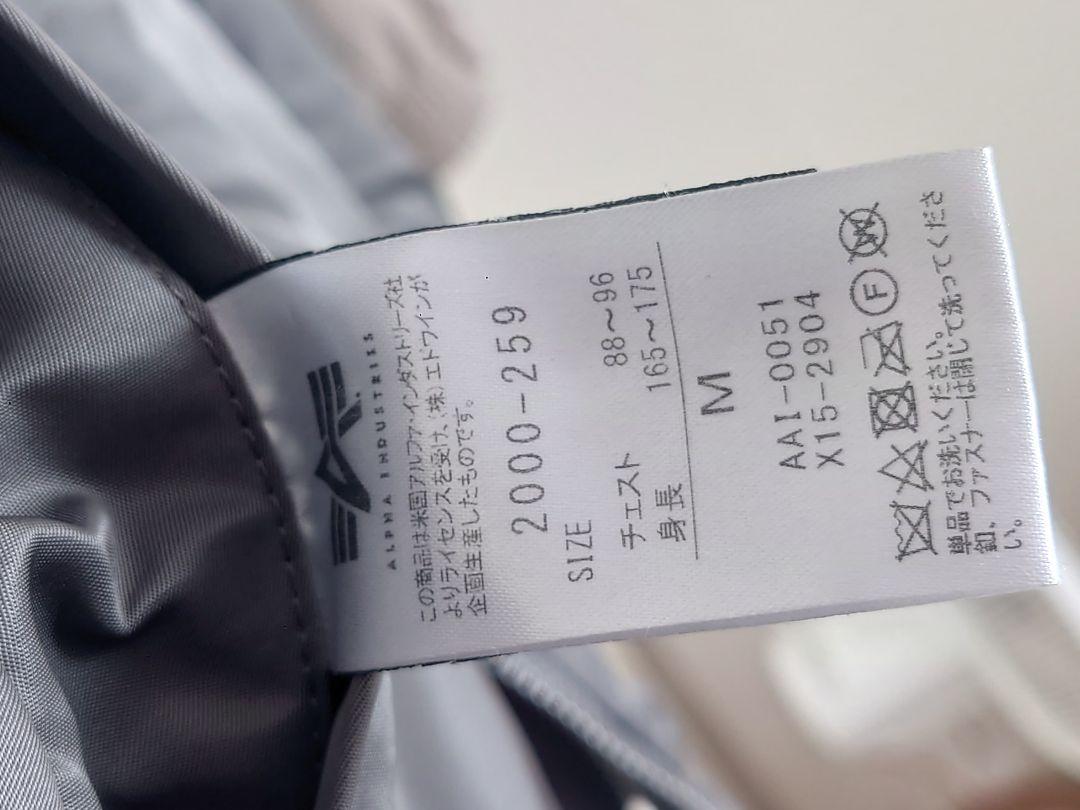 ALPHA INDUSTRIES
この商品は米国アルファ・インダストリーズ社
よりライセンスを受け、(株)エドウインが
企画生産したものです。
2000-259
SIZE
チェスト 88~96
身長 165~175
M
AAI-0051
X15-2904
F
単品でお洗いください。
釦、ファスナーは閉じて洗ってくださ
い。